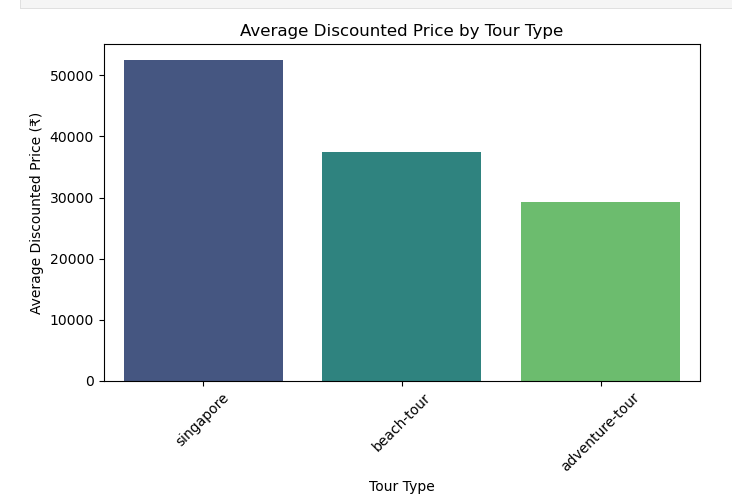 Average Discounted Price by Tour Type
Average Discounted Price (₹)
50000
40000
30000
20000
10000
0
singapore
beach-tour
adventure-tour
Tour Type